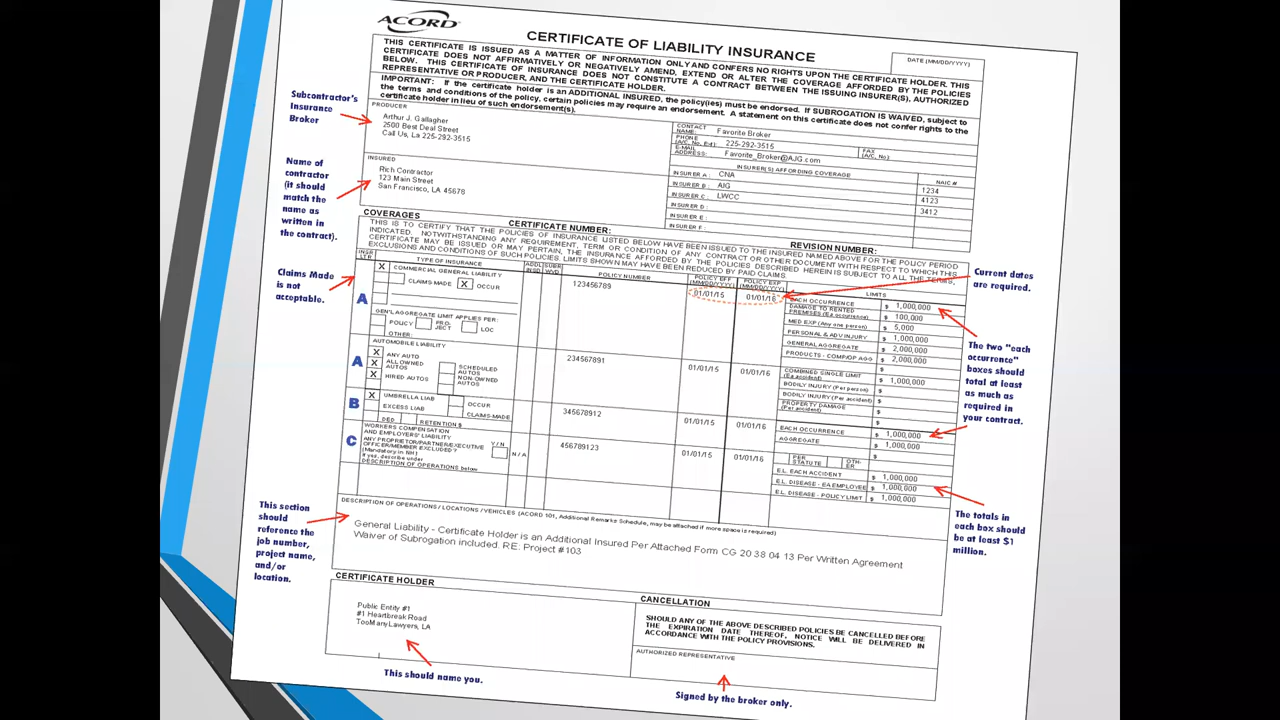 ACORD
CERTIFICATE OF LIABILITY INSURANCE
DATE (MM/DD/YYYY)
THIS CERTIFICATE IS ISSUED AS A MATTER OF INFORMATION ONLY AND CONFERS NO RIGHTS UPON THE CERTIFICATE HOLDER. THIS
CERTIFICATE DOES NOT AFFIRMATIVELY OR NEGATIVELY AMEND, EXTEND OR ALTER THE COVERAGE AFFORDED BY THE POLICIES
BELOW. THIS CERTIFICATE OF INSURANCE DOES NOT CONSTITUTE A CONTRACT BETWEEN THE ISSUING INSURER(S), AUTHORIZED
REPRESENTATIVE OR PRODUCER, AND THE CERTIFICATE HOLDER.
IMPORTANT: If the certificate holder is an ADDITIONAL INSURED, the policy(ies) must be endorsed. If SUBROGATION IS WAIVED, subject to
the terms and conditions of the policy, certain policies may require an endorsement. A statement on this certificate does not confer rights to the
certificate holder in lieu of such endorsement(s).
Subcontractor's
Insurance
Broker
PRODUCER
Arthur J. Gallagher
2500 Best Deal Street
Call Us, La 225-292-3515
CONTACT
NAME: Favorite Broker
PHONE
(A/C, No, Ext): 225-292-3515
FAX
(A/C, No):
E-MAIL
ADDRESS: Favorite_Broker@AJG.com
INSURER(S) AFFORDING COVERAGE
NAIC #
INSURER A : CNA 1234
INSURER B : AIG 4123
INSURER C : LWCC 3412
INSURER D :
INSURER E :
INSURER F :
Name of
contractor
(it should
match the
name as
written in
the contract).
INSURED
Rich Contractor
123 Main Street
San Francisco, LA 45678
COVERAGES
CERTIFICATE NUMBER:
REVISION NUMBER:
THIS IS TO CERTIFY THAT THE POLICIES OF INSURANCE LISTED BELOW HAVE BEEN ISSUED TO THE INSURED NAMED ABOVE FOR THE POLICY PERIOD
INDICATED. NOTWITHSTANDING ANY REQUIREMENT, TERM OR CONDITION OF ANY CONTRACT OR OTHER DOCUMENT WITH RESPECT TO WHICH THIS
CERTIFICATE MAY BE ISSUED OR MAY PERTAIN, THE INSURANCE AFFORDED BY THE POLICIES DESCRIBED HEREIN IS SUBJECT TO ALL THE TERMS,
EXCLUSIONS AND CONDITIONS OF SUCH POLICIES. LIMITS SHOWN MAY HAVE BEEN REDUCED BY PAID CLAIMS.
INSR
LTR
TYPE OF INSURANCE
ADDL SUBR
INSD WVD
POLICY NUMBER
POLICY EFF
(MM/DD/YYYY)
POLICY EXP
(MM/DD/YYYY)
LIMITS
Claims Made
is not
acceptable.
Current dates
are required.
A
X COMMERCIAL GENERAL LIABILITY
CLAIMS-MADE X OCCUR
GEN'L AGGREGATE LIMIT APPLIES PER:
POLICY PRO-JECT LOC
OTHER:
123456789
01/01/15
01/01/16
EACH OCCURRENCE $ 1,000,000
DAMAGE TO RENTED
PREMISES (Ea occurrence) $ 100,000
MED EXP (Any one person) $ 5,000
PERSONAL & ADV INJURY $ 1,000,000
GENERAL AGGREGATE $ 2,000,000
PRODUCTS - COMP/OP AGG $ 2,000,000
$
A
AUTOMOBILE LIABILITY
X ANY AUTO
X ALL OWNED AUTOS
SCHEDULED AUTOS
X HIRED AUTOS
NON-OWNED AUTOS
234567891
01/01/15
01/01/16
COMBINED SINGLE LIMIT
(Ea accident) $ 1,000,000
BODILY INJURY (Per person) $
BODILY INJURY (Per accident) $
PROPERTY DAMAGE
(Per accident) $
$
The two "each
occurrence"
boxes should
total at least
as much as
required in
your contract.
B
X UMBRELLA LIAB OCCUR
EXCESS LIAB CLAIMS-MADE
DED RETENTION $
345678912
01/01/15
01/01/16
EACH OCCURRENCE $ 1,000,000
AGGREGATE $ 1,000,000
$
C
WORKERS COMPENSATION
AND EMPLOYERS' LIABILITY
Y / N
ANY PROPRIETOR/PARTNER/EXECUTIVE
OFFICER/MEMBER EXCLUDED?
N / A
(Mandatory in NH)
If yes, describe under
DESCRIPTION OF OPERATIONS below
456789123
01/01/15
01/01/16
PER STATUTE OTH-ER
E.L. EACH ACCIDENT $ 1,000,000
E.L. DISEASE - EA EMPLOYEE $ 1,000,000
E.L. DISEASE - POLICY LIMIT $ 1,000,000
The totals in
each box should
be at least $1
million.
This section
should
reference the
job number,
project name,
and/or
location.
DESCRIPTION OF OPERATIONS / LOCATIONS / VEHICLES (ACORD 101, Additional Remarks Schedule, may be attached if more space is required)
General Liability - Certificate Holder is an Additional Insured Per Attached Form CG 20 38 04 13 Per Written Agreement
Waiver of Subrogation included. RE: Project #103
CERTIFICATE HOLDER
Public Entity #1
#1 Heartbreak Road
TooManyLawyers, LA
This should name you.
CANCELLATION
SHOULD ANY OF THE ABOVE DESCRIBED POLICIES BE CANCELLED BEFORE
THE EXPIRATION DATE THEREOF, NOTICE WILL BE DELIVERED IN
ACCORDANCE WITH THE POLICY PROVISIONS.
AUTHORIZED REPRESENTATIVE
Signed by the broker only.